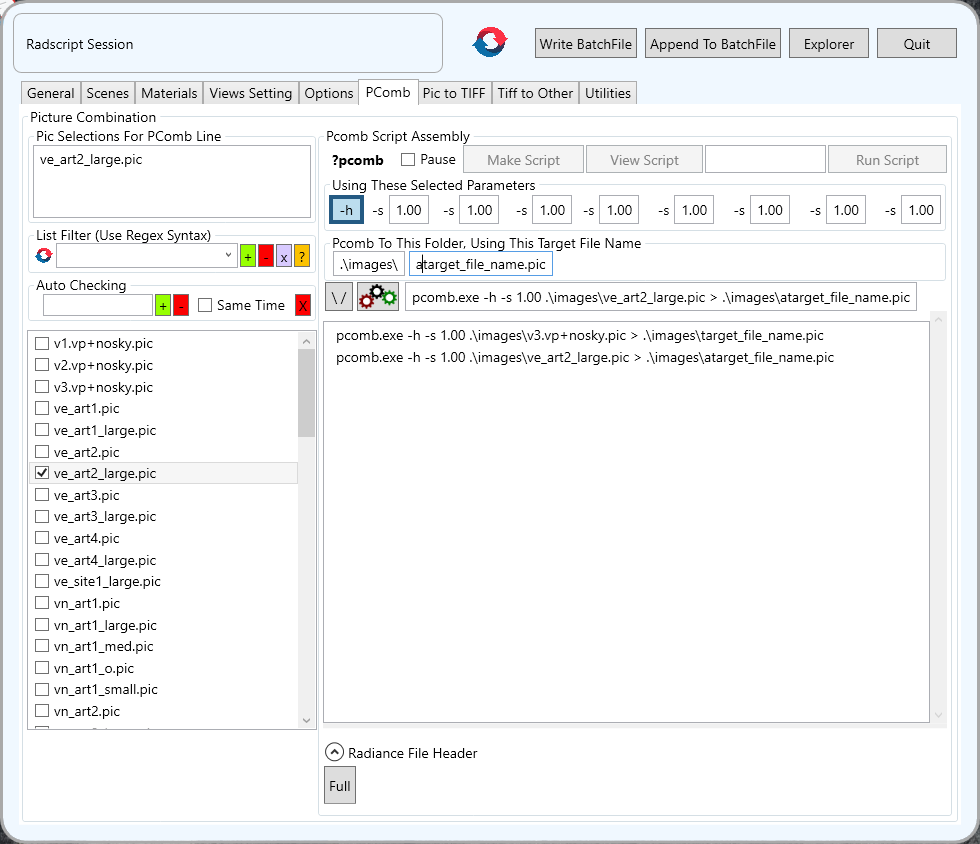 Radscript Session
Write BatchFile
Append To BatchFile
Explorer
Quit
General
Scenes
Materials
Views Setting
Options
PComb
Pic to TIFF
Tiff to Other
Utilities
Picture Combination
Pic Selections For PComb Line
ve_art2_large.pic
List Filter (Use Regex Syntax)
+
-
x
?
Auto Checking
+
-
Same Time
X
v1.vp+nosky.pic
v2.vp+nosky.pic
v3.vp+nosky.pic
ve_art1.pic
ve_art1_large.pic
ve_art2.pic
ve_art2_large.pic
ve_art3.pic
ve_art3_large.pic
ve_art4.pic
ve_art4_large.pic
ve_site1_large.pic
vn_art1.pic
vn_art1_large.pic
vn_art1_med.pic
vn_art1_o.pic
vn_art1_small.pic
vn_art2.pic
Pcomb Script Assembly
?pcomb
Pause
Make Script
View Script
Run Script
Using These Selected Parameters
-h -s 1.00 -s 1.00 -s 1.00 -s 1.00 -s 1.00 -s 1.00 -s 1.00 -s 1.00
Pcomb To This Folder, Using This Target File Name
.\images\
atarget_file_name.pic
\ /
pcomb.exe -h -s 1.00 .\images\ve_art2_large.pic > .\images\atarget_file_name.pic
pcomb.exe -h -s 1.00 .\images\v3.vp+nosky.pic > .\images\target_file_name.pic
pcomb.exe -h -s 1.00 .\images\ve_art2_large.pic > .\images\atarget_file_name.pic
Radiance File Header
Full